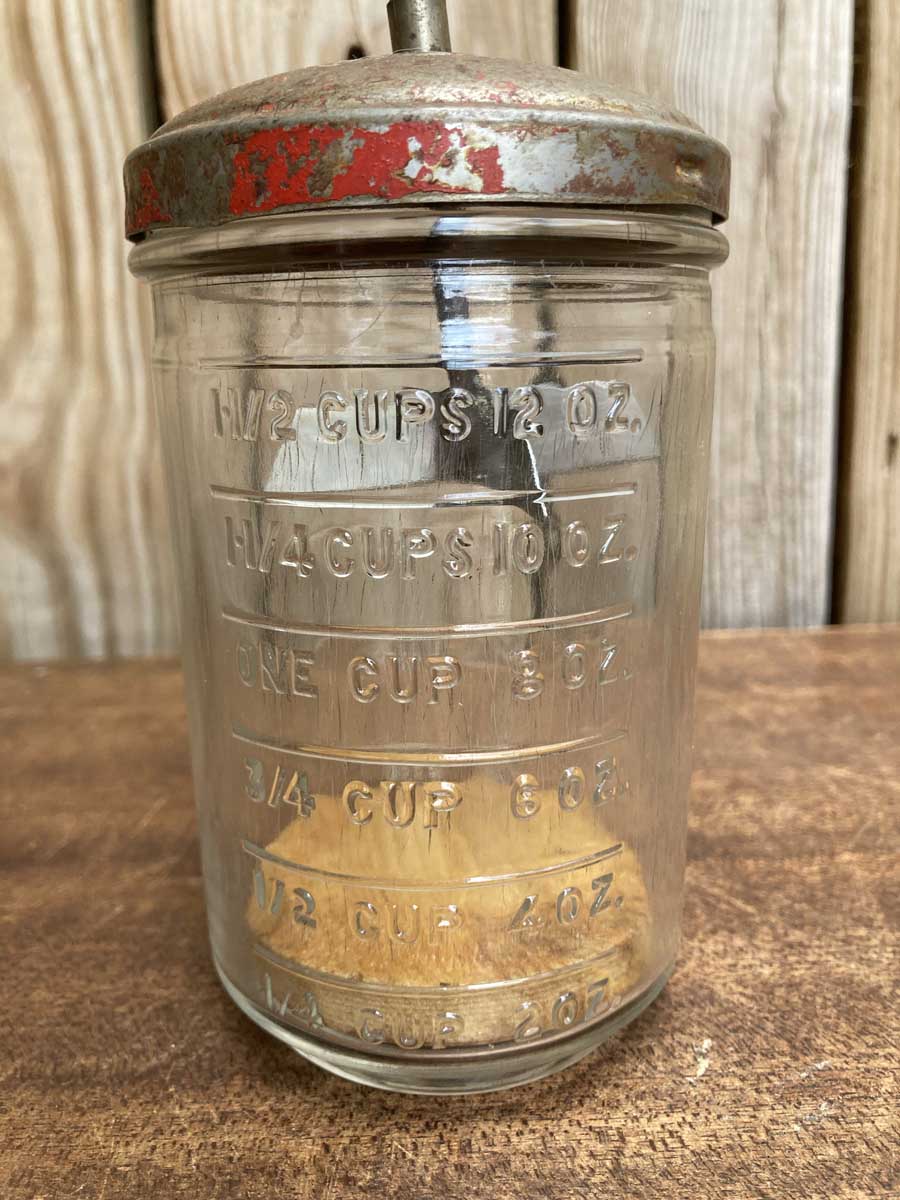 1-1/2 CUPS 12 OZ.
1-1/4 CUPS 10 OZ.
ONE CUP 8 OZ.
3/4 CUP 6 OZ.
1/2 CUP 4 OZ.
1/4 CUP 2 OZ.